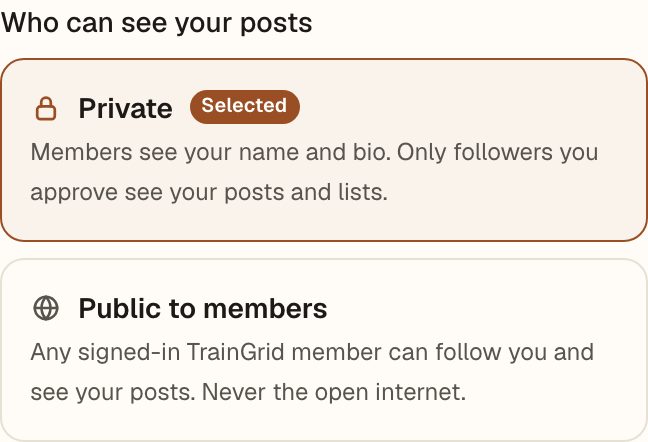 Who can see your posts
Private Selected
Members see your name and bio. Only followers you
approve see your posts and lists.
Public to members
Any signed-in TrainGrid member can follow you and
see your posts. Never the open internet.